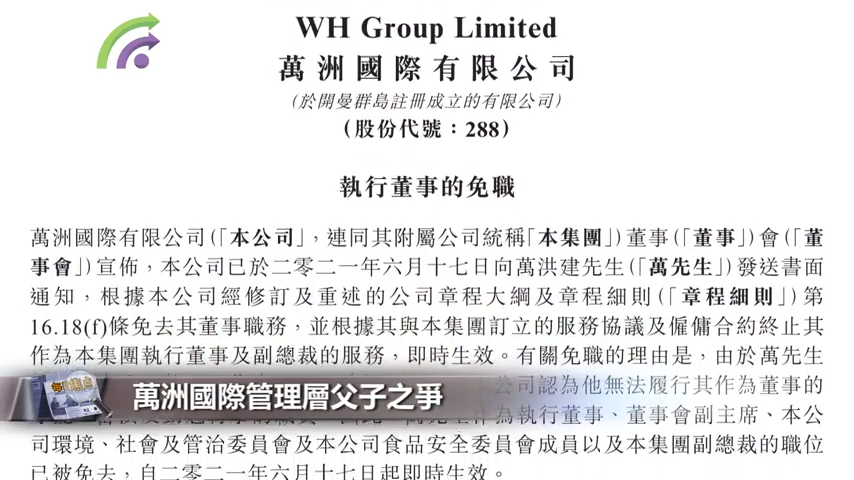 WH Group Limited
萬洲國際有限公司
(於開曼群島註冊成立的有限公司)
(股份代號：288)
執行董事的免職
萬洲國際有限公司(「本公司」，連同其附屬公司統稱「本集團」)董事(「董事」)會(「董
事會」)宣佈，本公司已於二零二一年六月十七日向萬洪建先生(「萬先生」)發送書面
通知，根據本公司經修訂及重述的公司章程大綱及章程細則(「章程細則」)第
16.18(f)條免去其董事職務，並根據其與本集團訂立的服務協議及僱傭合約終止其
作為本集團執行董事及副總裁的服務，即時生效。有關免職的理由是，由於萬先生
公司認為他無法履行其作為董事的
萬洲國際管理層父子之爭
為執行董事、董事會副主席、本公
司環境、社會及管治委員會及本公司食品安全委員會成員以及本集團副總裁的職位
已被免去，自二零二一年六月十七日起即時生效。